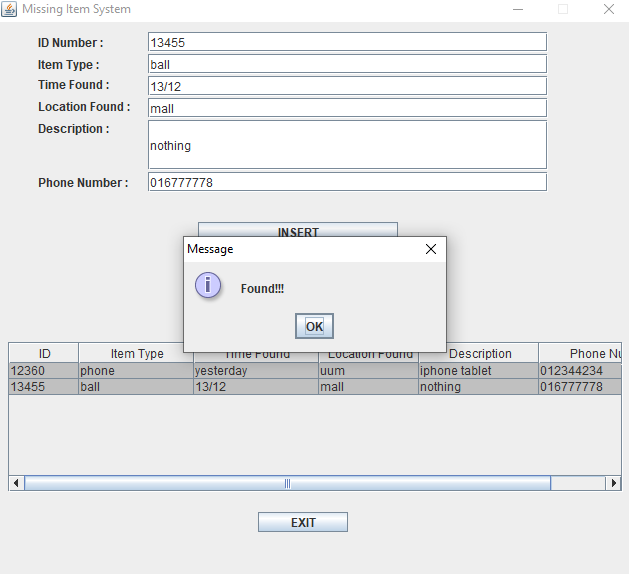 Missing Item System
ID Number : 13455
Item Type : ball
Time Found : 13/12
Location Found : mall
Description : nothing
Phone Number : 016777778
INSERT
Message
Found!!!
OK
ID Item Type Time Found Location Found Description Phone Nu
12360 phone yesterday uum iphone tablet 012344234
13455 ball 13/12 mall nothing 016777778
EXIT